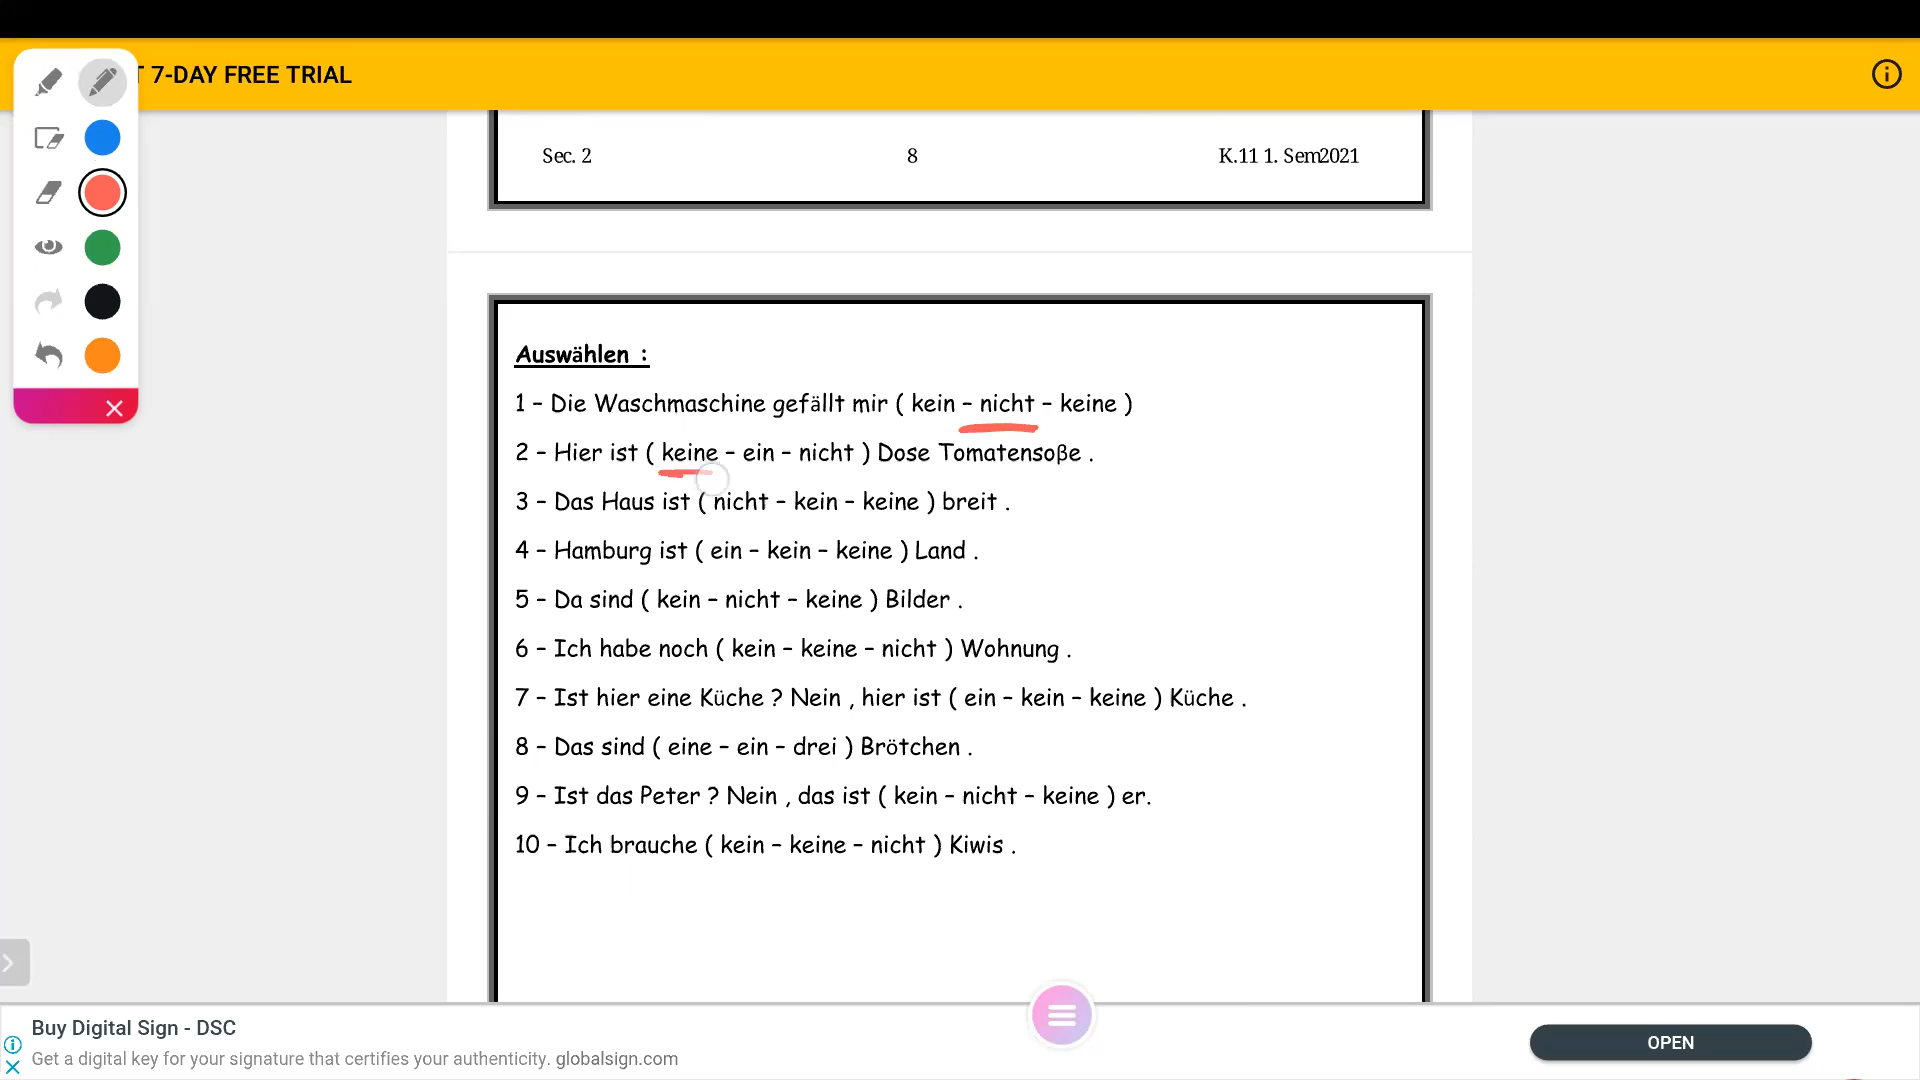 T 7-DAY FREE TRIAL
Sec. 2 8 K.11 1. Sem2021
Auswählen :
1 – Die Waschmaschine gefällt mir ( kein – nicht – keine )
2 – Hier ist ( keine – ein – nicht ) Dose Tomatensoße .
3 – Das Haus ist ( nicht – kein – keine ) breit .
4 – Hamburg ist ( ein – kein – keine ) Land .
5 – Da sind ( kein – nicht – keine ) Bilder .
6 – Ich habe noch ( kein – keine – nicht ) Wohnung .
7 – Ist hier eine Küche ? Nein , hier ist ( ein – kein – keine ) Küche .
8 – Das sind ( eine – ein – drei ) Brötchen .
9 – Ist das Peter ? Nein , das ist ( kein – nicht – keine ) er.
10 – Ich brauche ( kein – keine – nicht ) Kiwis .
Buy Digital Sign - DSC
Get a digital key for your signature that certifies your authenticity. globalsign.com
OPEN